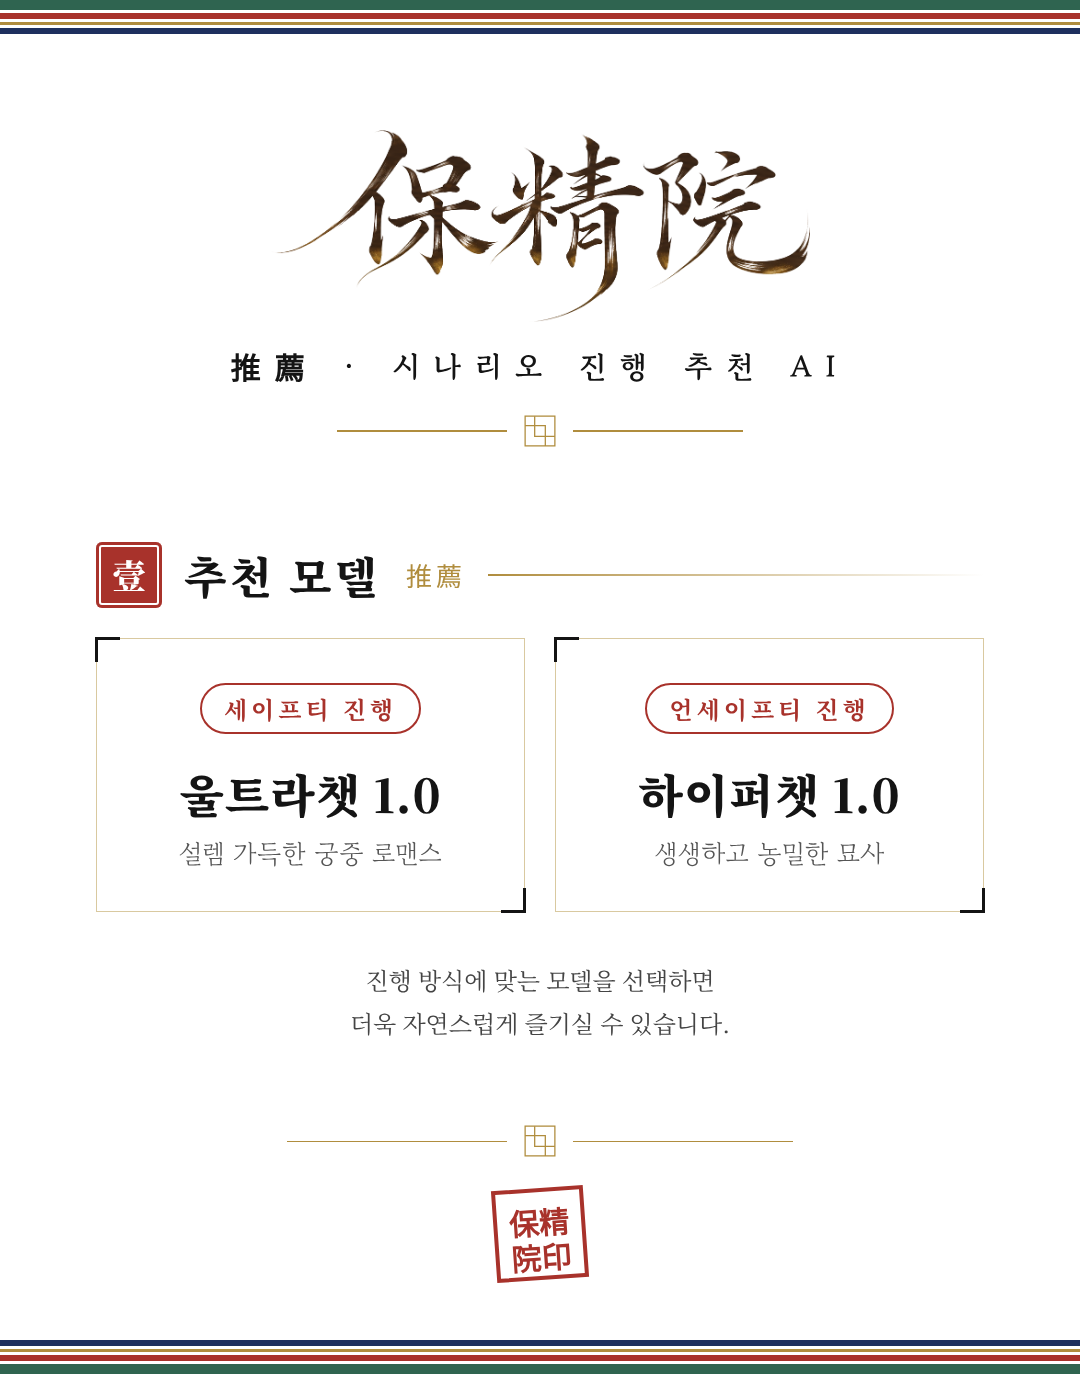 保精院
推薦 · 시나리오 진행 추천 AI
壹 추천 모델 推薦
세이프티 진행
울트라챗 1.0
설렘 가득한 궁중 로맨스
언세이프티 진행
하이퍼챗 1.0
생생하고 농밀한 묘사
진행 방식에 맞는 모델을 선택하면
더욱 자연스럽게 즐기실 수 있습니다.
保精
院印